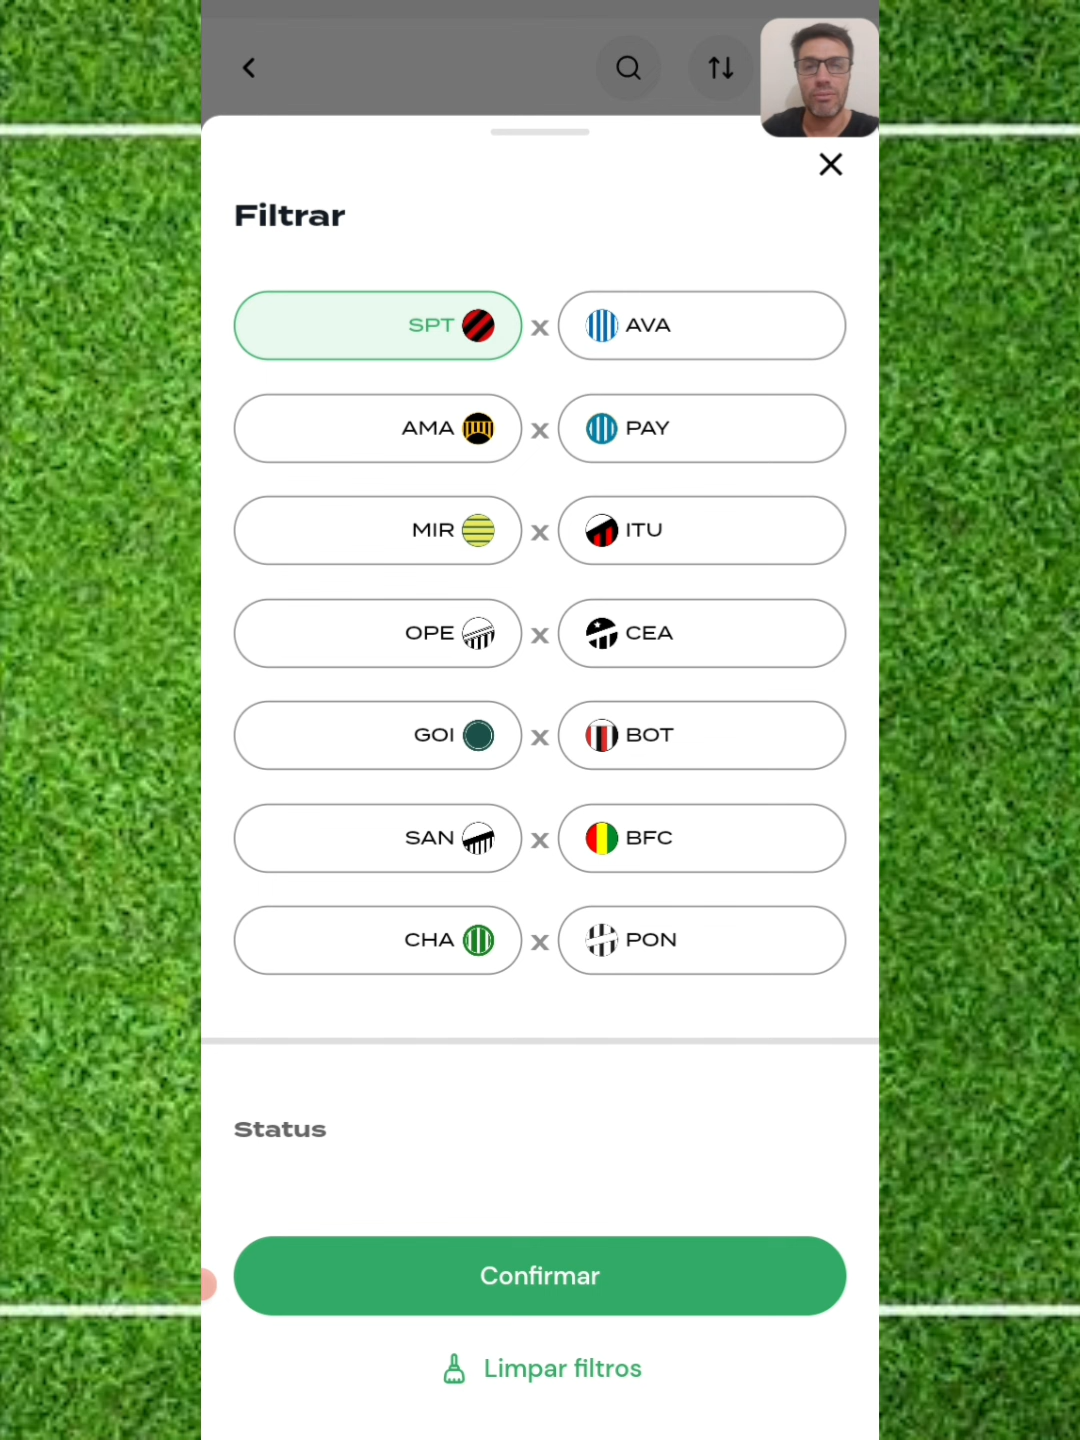 Filtrar
SPT x AVA
AMA x PAY
MIR x ITU
OPE x CEA
GOI x BOT
SAN x BFC
CHA x PON
Status
Confirmar
Limpar filtros